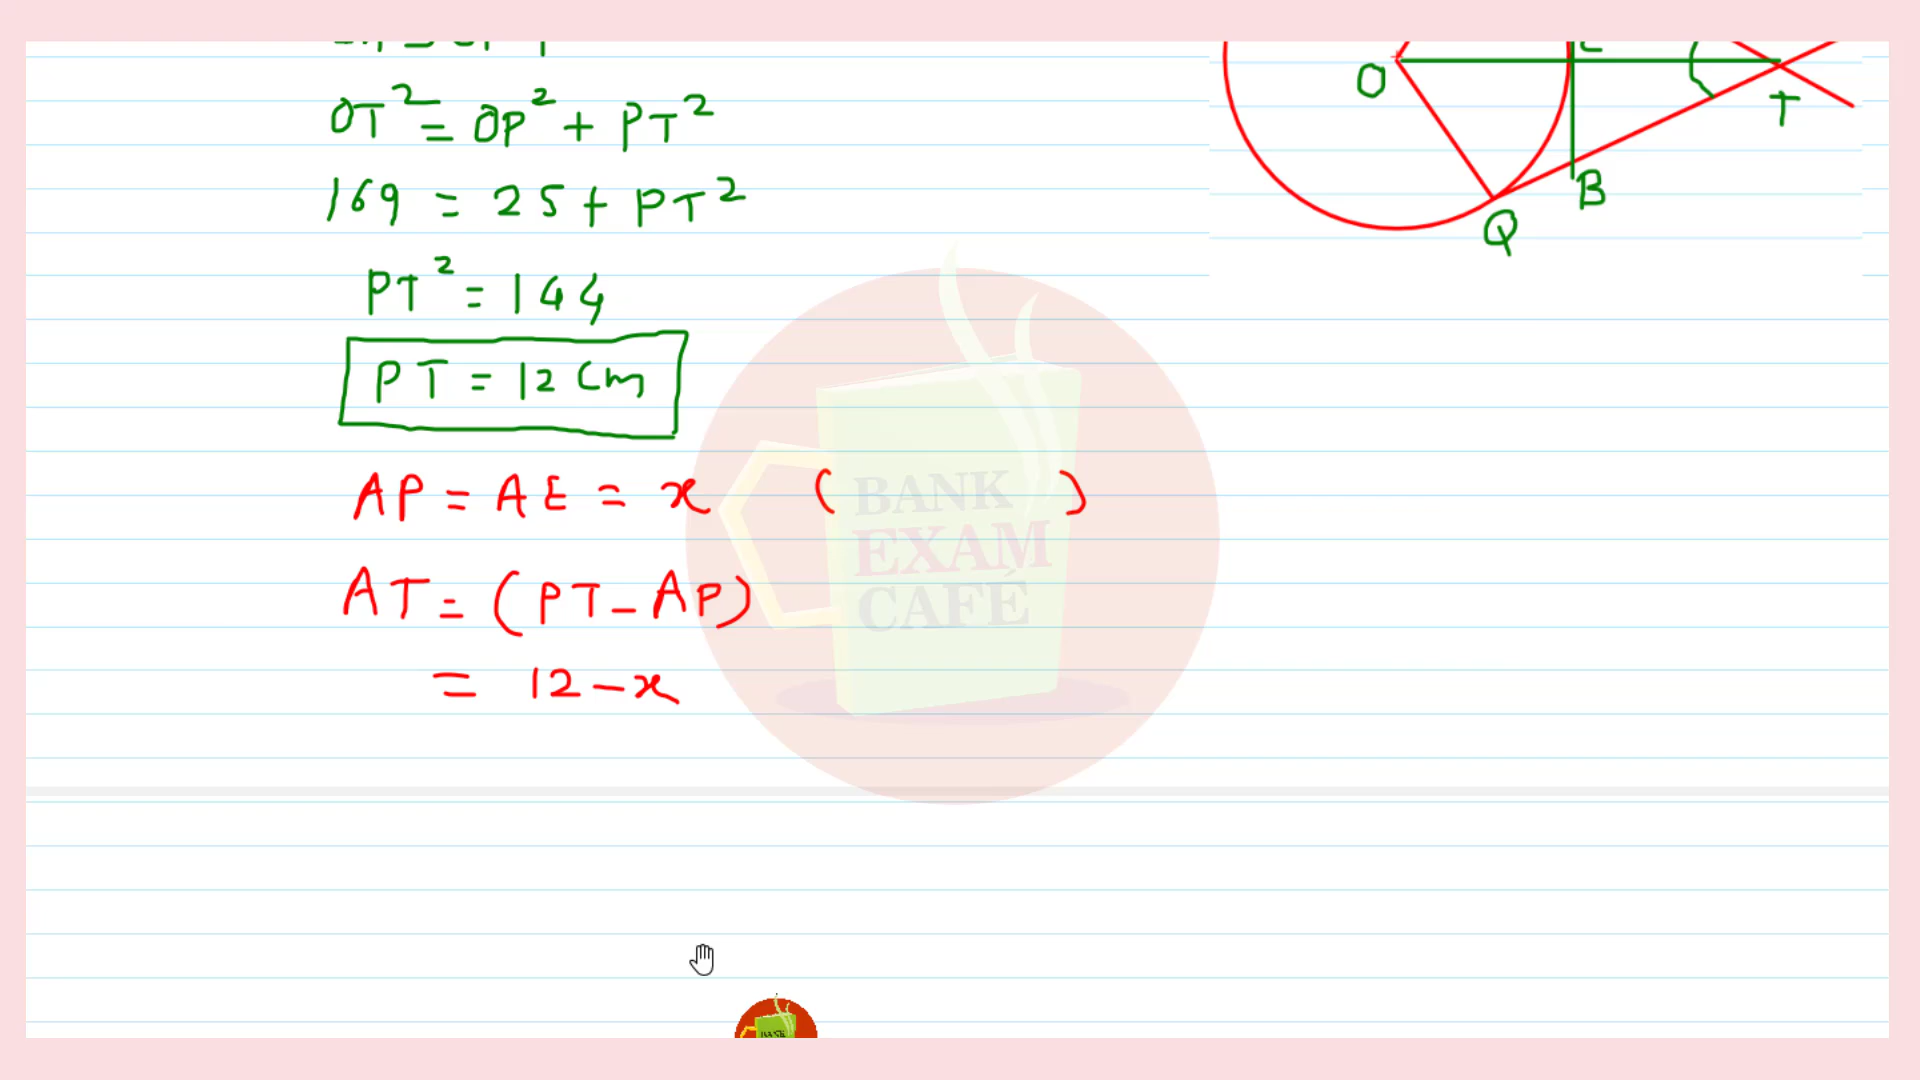 OT² = OP² + PT²
169 = 25 + PT²
PT² = 144
PT = 12 Cm
AP = AE = x ( )
AT = (PT - AP)
= 12 - x
O
T
B
Q
BANK
EXAM
CAFÉ